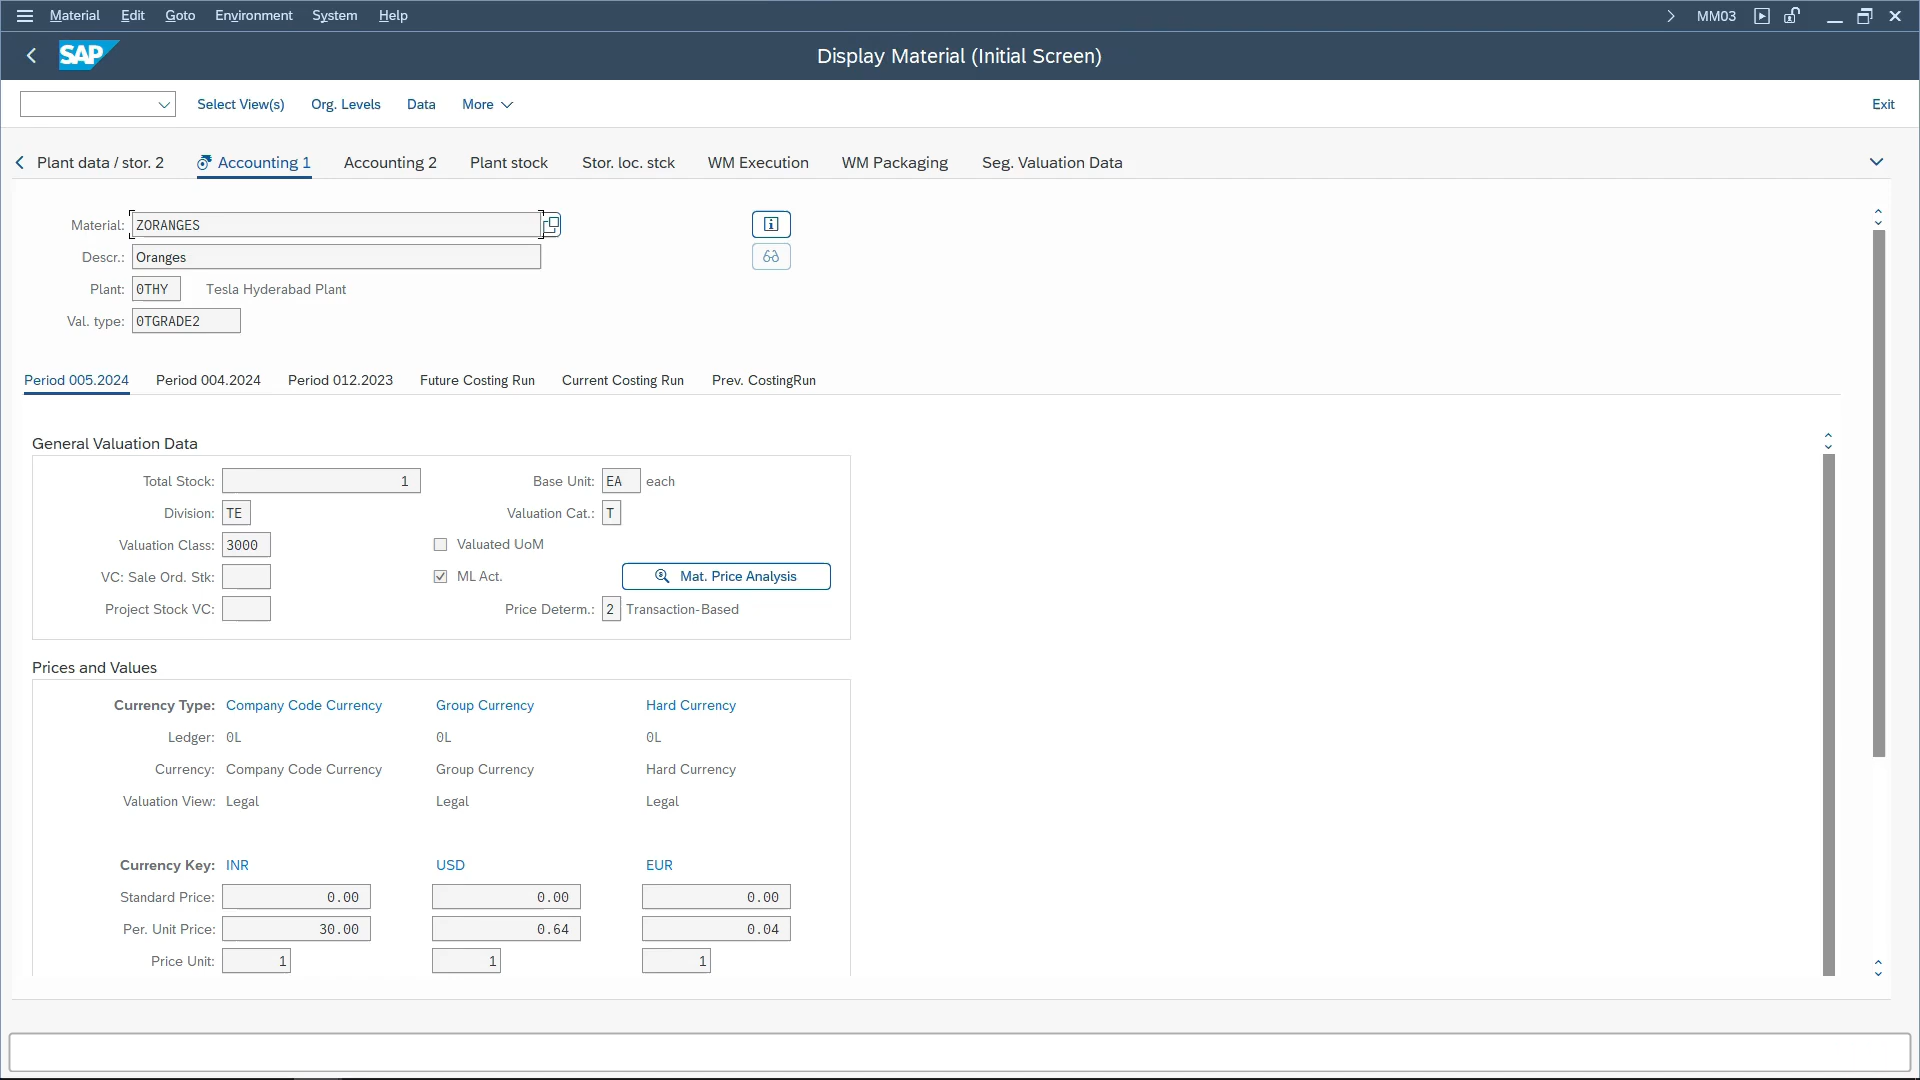 Material Edit Goto Environment System Help MM03
SAP Display Material (Initial Screen)
Select View(s) Org. Levels Data More Exit
Plant data / stor. 2 Accounting 1 Accounting 2 Plant stock Stor. loc. stck WM Execution WM Packaging Seg. Valuation Data
Material: ZORANGES
Descr.: Oranges
Plant: 0THY Tesla Hyderabad Plant
Val. type: 0TGRADE2
Period 005.2024 Period 004.2024 Period 012.2023 Future Costing Run Current Costing Run Prev. CostingRun
General Valuation Data
Total Stock: 1 Base Unit: EA each
Division: TE Valuation Cat.: T
Valuation Class: 3000 Valuated UoM
VC: Sale Ord. Stk: ML Act. Mat. Price Analysis
Project Stock VC: Price Determ.: 2 Transaction-Based
Prices and Values
Currency Type: Company Code Currency Group Currency Hard Currency
Ledger: 0L 0L 0L
Currency: Company Code Currency Group Currency Hard Currency
Valuation View: Legal Legal Legal
Currency Key: INR USD EUR
Standard Price: 0.00 0.00 0.00
Per. Unit Price: 30.00 0.64 0.04
Price Unit: 1 1 1